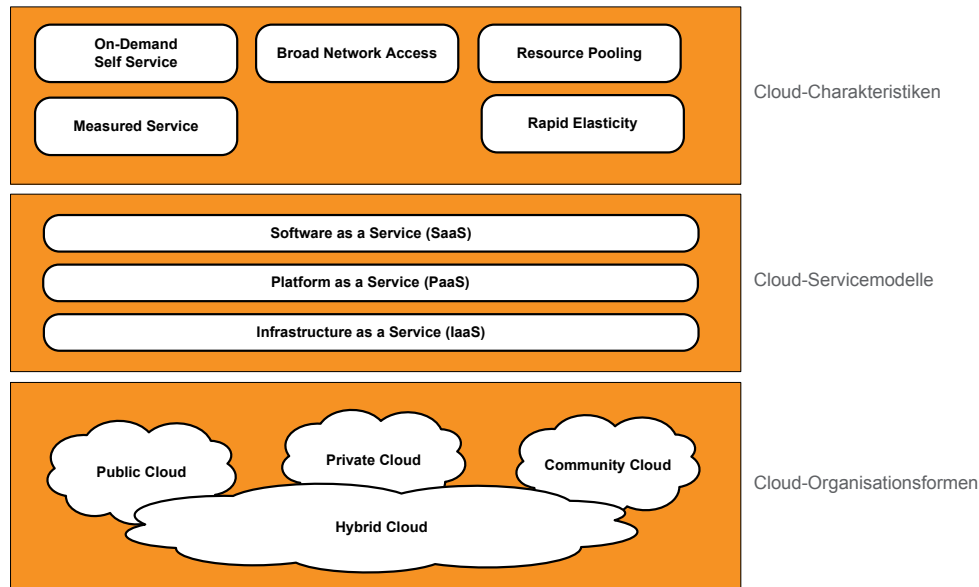 On-Demand
Self Service
Broad Network Access
Resource Pooling
Measured Service
Rapid Elasticity
Cloud-Charakteristiken
Software as a Service (SaaS)
Platform as a Service (PaaS)
Infrastructure as a Service (IaaS)
Cloud-Servicemodelle
Public Cloud
Private Cloud
Community Cloud
Hybrid Cloud
Cloud-Organisationsformen